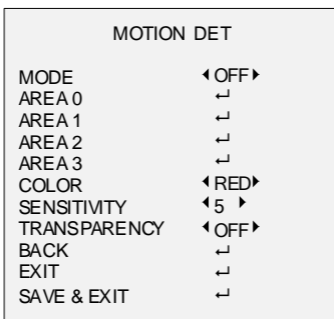 MOTION DET
MODE OFF
AREA 0
AREA 1
AREA 2
AREA 3
COLOR RED
SENSITIVITY 5
TRANSPARENCY OFF
BACK
EXIT
SAVE & EXIT